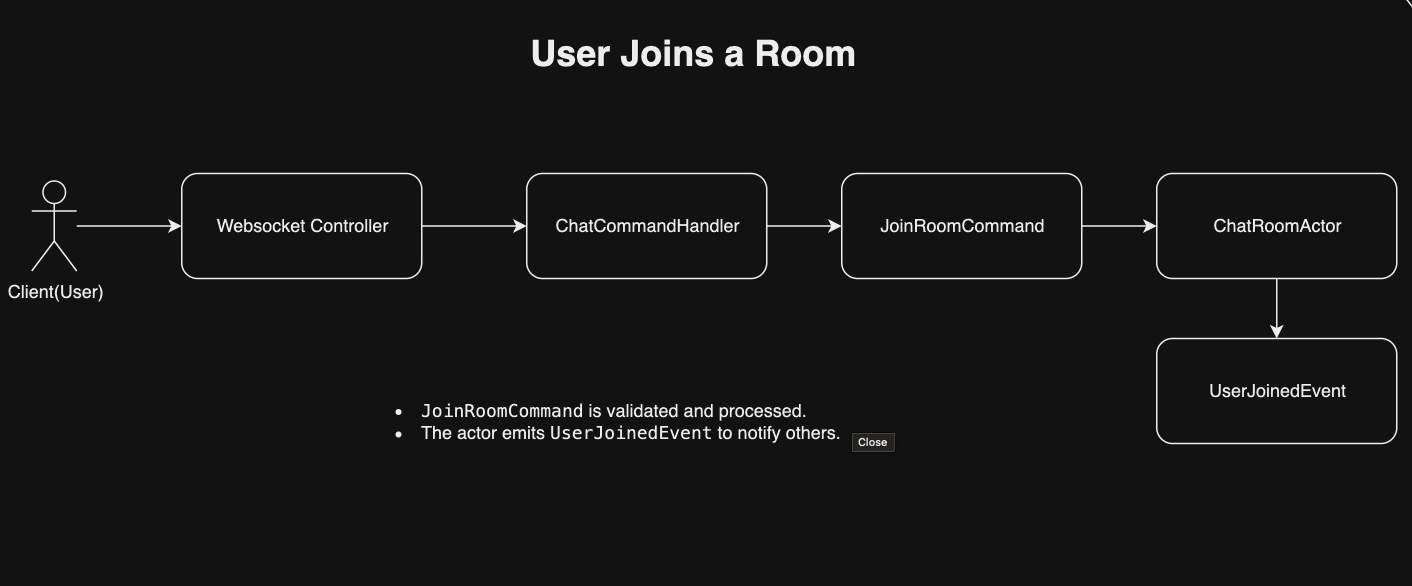 User Joins a Room
Websocket Controller
ChatCommandHandler
JoinRoomCommand
ChatRoomActor
Client(User)
UserJoinedEvent
• JoinRoomCommand is validated and processed.
• The actor emits UserJoinedEvent to notify others.
Close